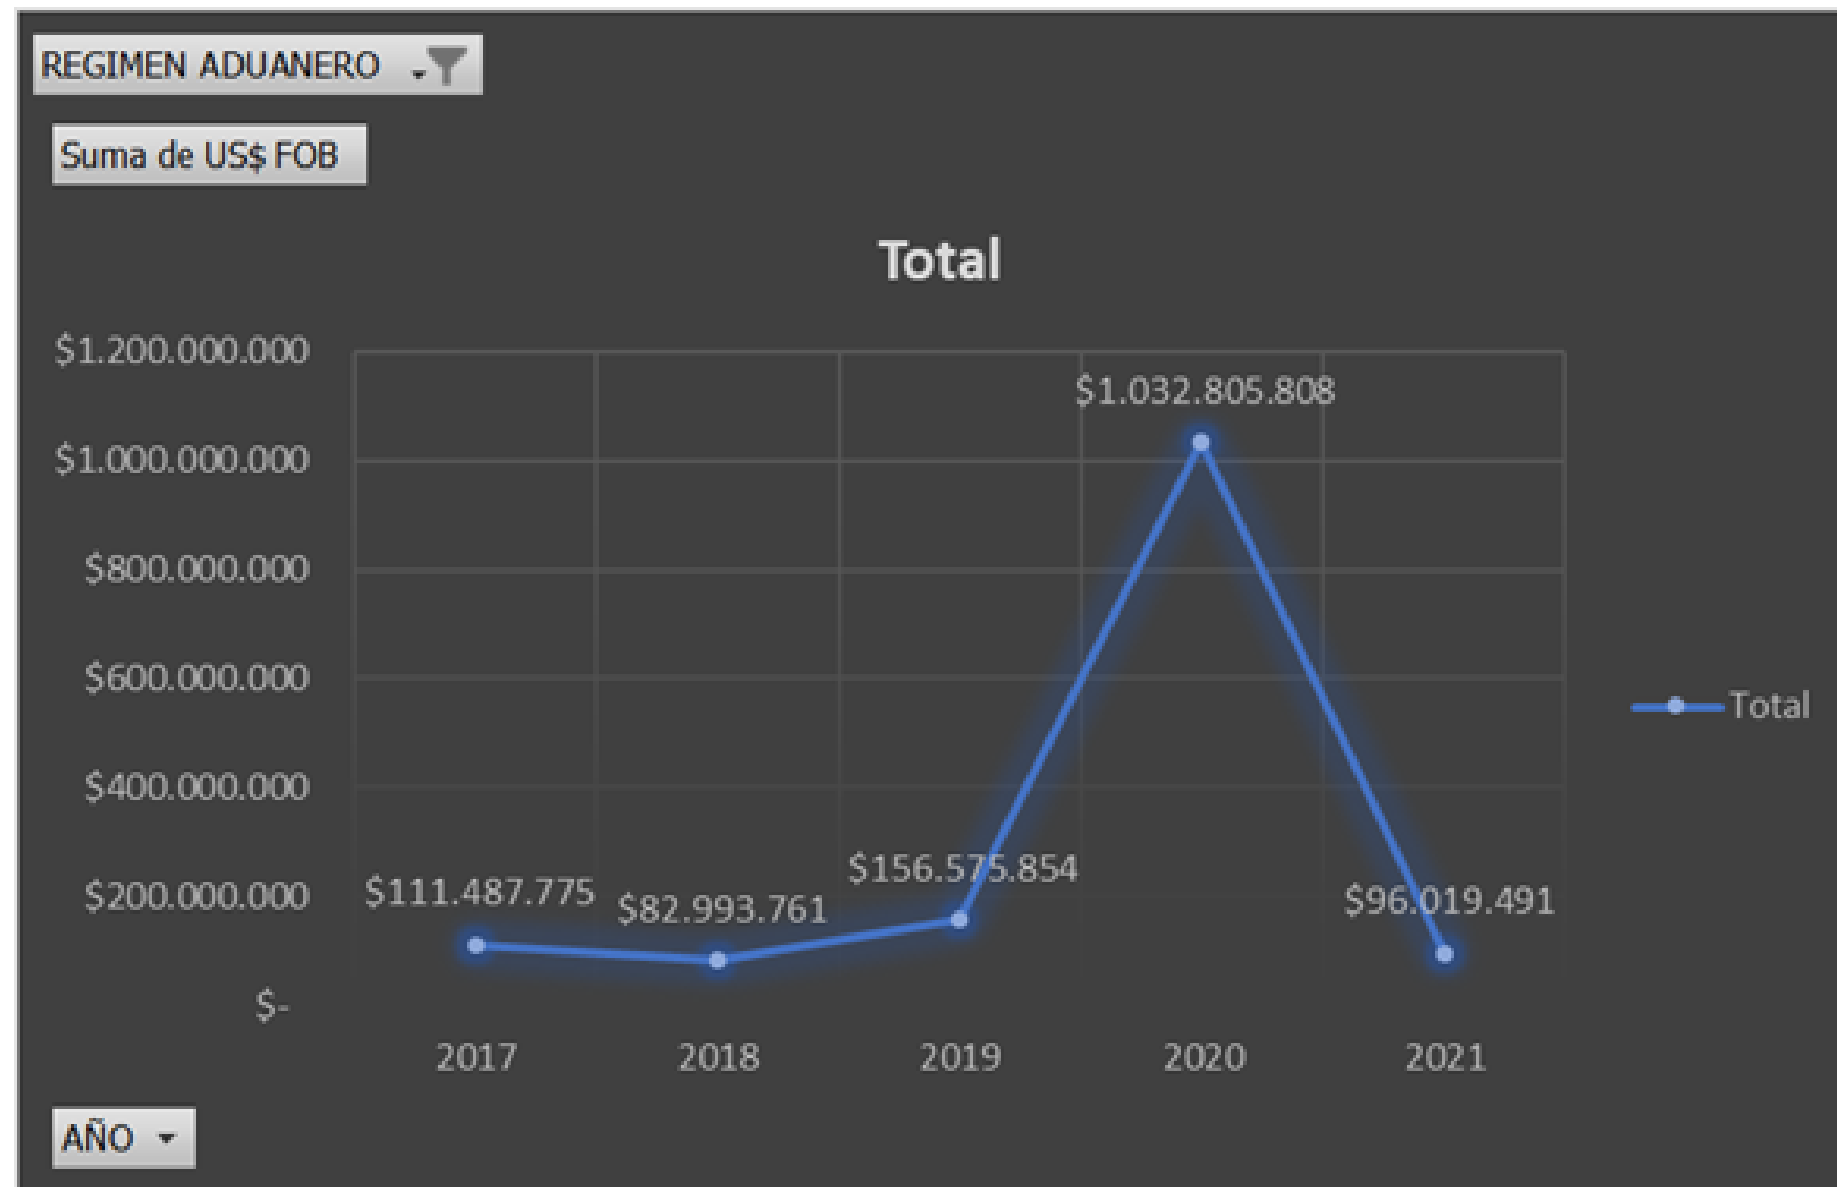 REGIMEN ADUANERO
Suma de US$ FOB
Total
$1.200.000.000
$1.032.805.808
$1.000.000.000
$800.000.000
$600.000.000
Total
$400.000.000
$156.575.854
$200.000.000
$111.487.775
$82.993.761
$96.019.491
$-
2017 2018 2019 2020 2021
AÑO